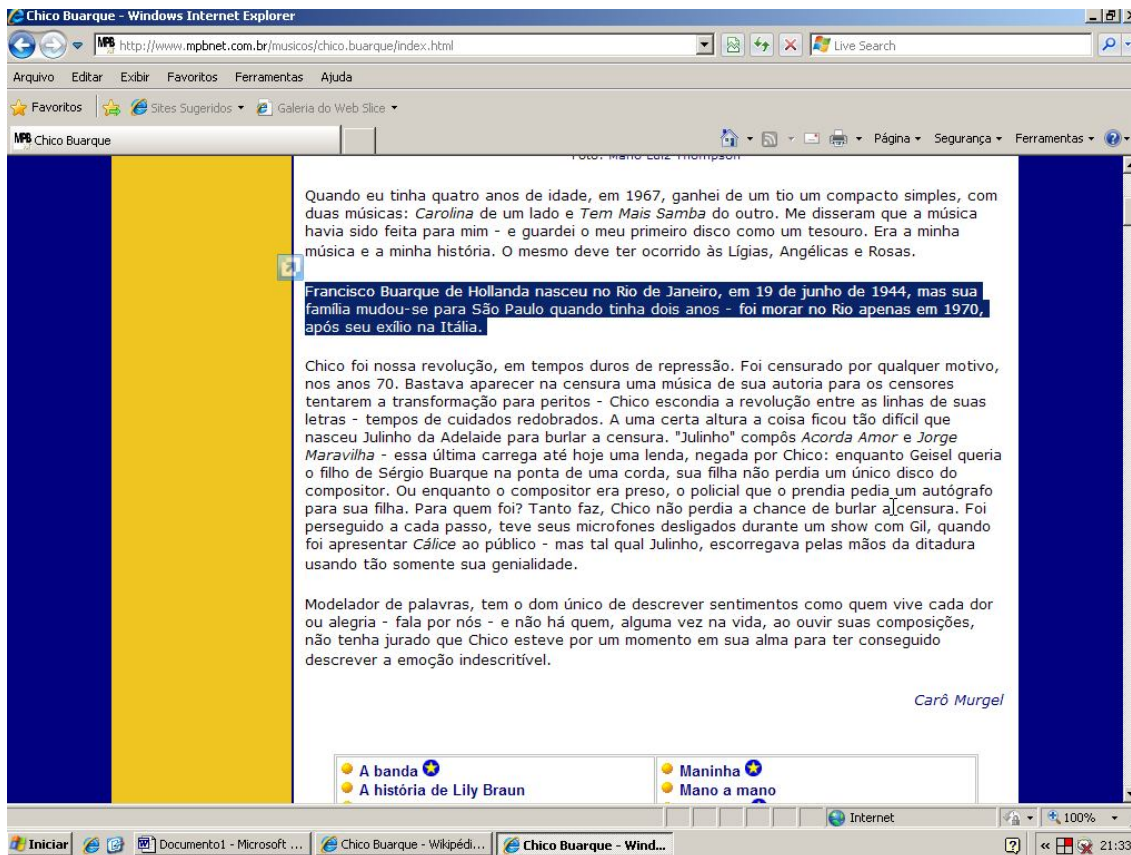 Chico Buarque - Windows Internet Explorer
http://www.mpbnet.com.br/musicos/chico.buarque/index.html
Live Search
Arquivo Editar Exibir Favoritos Ferramentas Ajuda
Favoritos Sites Sugeridos Galeria do Web Slice
MPB Chico Buarque Página Segurança Ferramentas
Foto: Mario Luiz Thompson
Quando eu tinha quatro anos de idade, em 1967, ganhei de um tio um compacto simples, com
duas músicas: Carolina de um lado e Tem Mais Samba do outro. Me disseram que a música
havia sido feita para mim - e guardei o meu primeiro disco como um tesouro. Era a minha
música e a minha história. O mesmo deve ter ocorrido às Lígias, Angélicas e Rosas.
Francisco Buarque de Hollanda nasceu no Rio de Janeiro, em 19 de junho de 1944, mas sua
família mudou-se para São Paulo quando tinha dois anos - foi morar no Rio apenas em 1970,
após seu exílio na Itália.
Chico foi nossa revolução, em tempos duros de repressão. Foi censurado por qualquer motivo,
nos anos 70. Bastava aparecer na censura uma música de sua autoria para os censores
tentarem a transformação para peritos - Chico escondia a revolução entre as linhas de suas
letras - tempos de cuidados redobrados. A uma certa altura a coisa ficou tão difícil que
nasceu Julinho da Adelaide para burlar a censura. "Julinho" compôs Acorda Amor e Jorge
Maravilha - essa última carrega até hoje uma lenda, negada por Chico: enquanto Geisel queria
o filho de Sérgio Buarque na ponta de uma corda, sua filha não perdia um único disco do
compositor. Ou enquanto o compositor era preso, o policial que o prendia pedia um autógrafo
para sua filha. Para quem foi? Tanto faz, Chico não perdia a chance de burlar a censura. Foi
perseguido a cada passo, teve seus microfones desligados durante um show com Gil, quando
foi apresentar Cálice ao público - mas tal qual Julinho, escorregava pelas mãos da ditadura
usando tão somente sua genialidade.
Modelador de palavras, tem o dom único de descrever sentimentos como quem vive cada dor
ou alegria - fala por nós - e não há quem, alguma vez na vida, ao ouvir suas composições,
não tenha jurado que Chico esteve por um momento em sua alma para ter conseguido
descrever a emoção indescritível.
Carô Murgel
A banda Maninha
A história de Lily Braun Mano a mano
Internet 100%
Iniciar Documento1 - Microsoft ... Chico Buarque - Wikipédi... Chico Buarque - Wind... 21:33